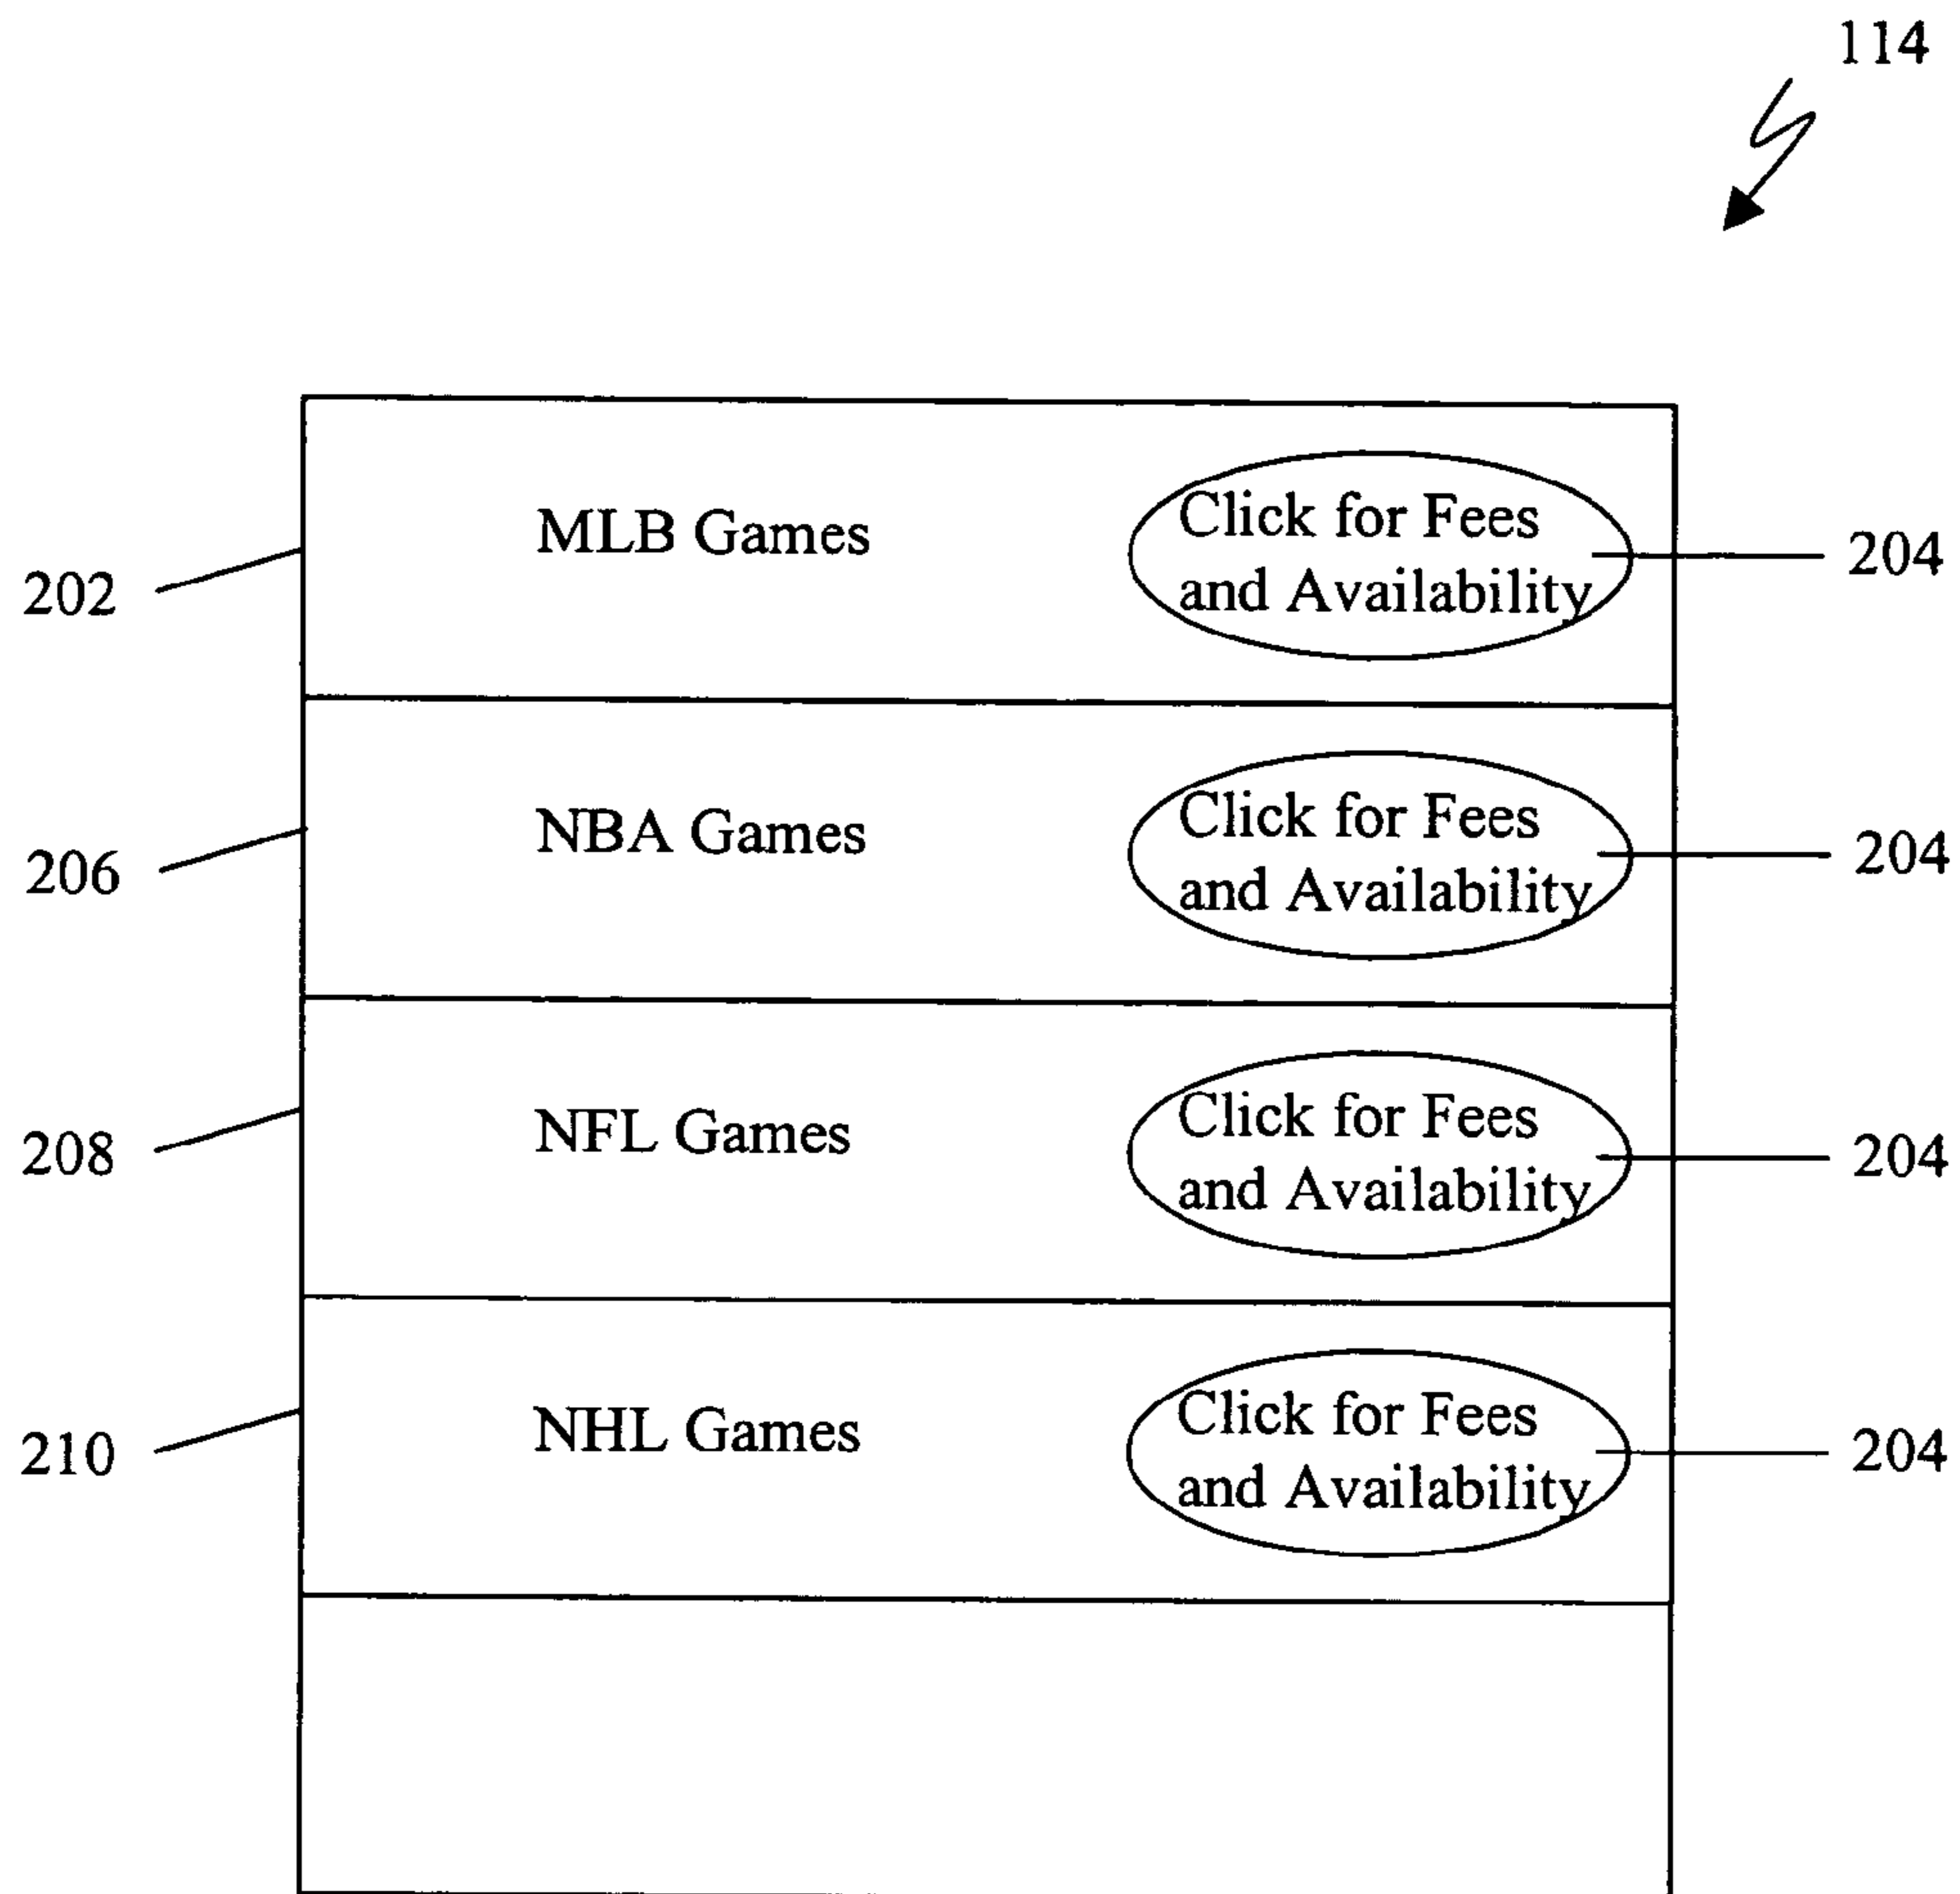 114
MLB Games
Click for Fees
and Availability
202
204
NBA Games
Click for Fees
and Availability
206
204
NFL Games
Click for Fees
and Availability
208
204
NHL Games
Click for Fees
and Availability
210
204